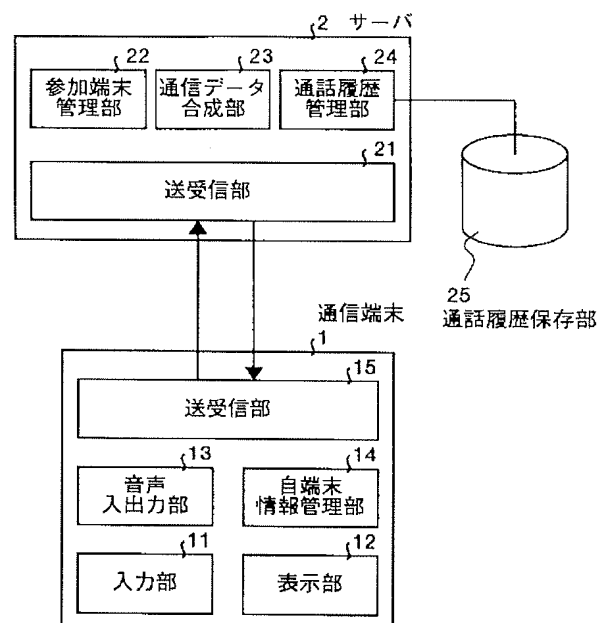 2 サーバ
22
23
24
参加端末
管理部
通信データ
合成部
通話履歴
管理部
21
送受信部
25
通話履歴保存部
通信端末
1
15
送受信部
13
14
音声
入出力部
自端末
情報管理部
11
12
入力部
表示部